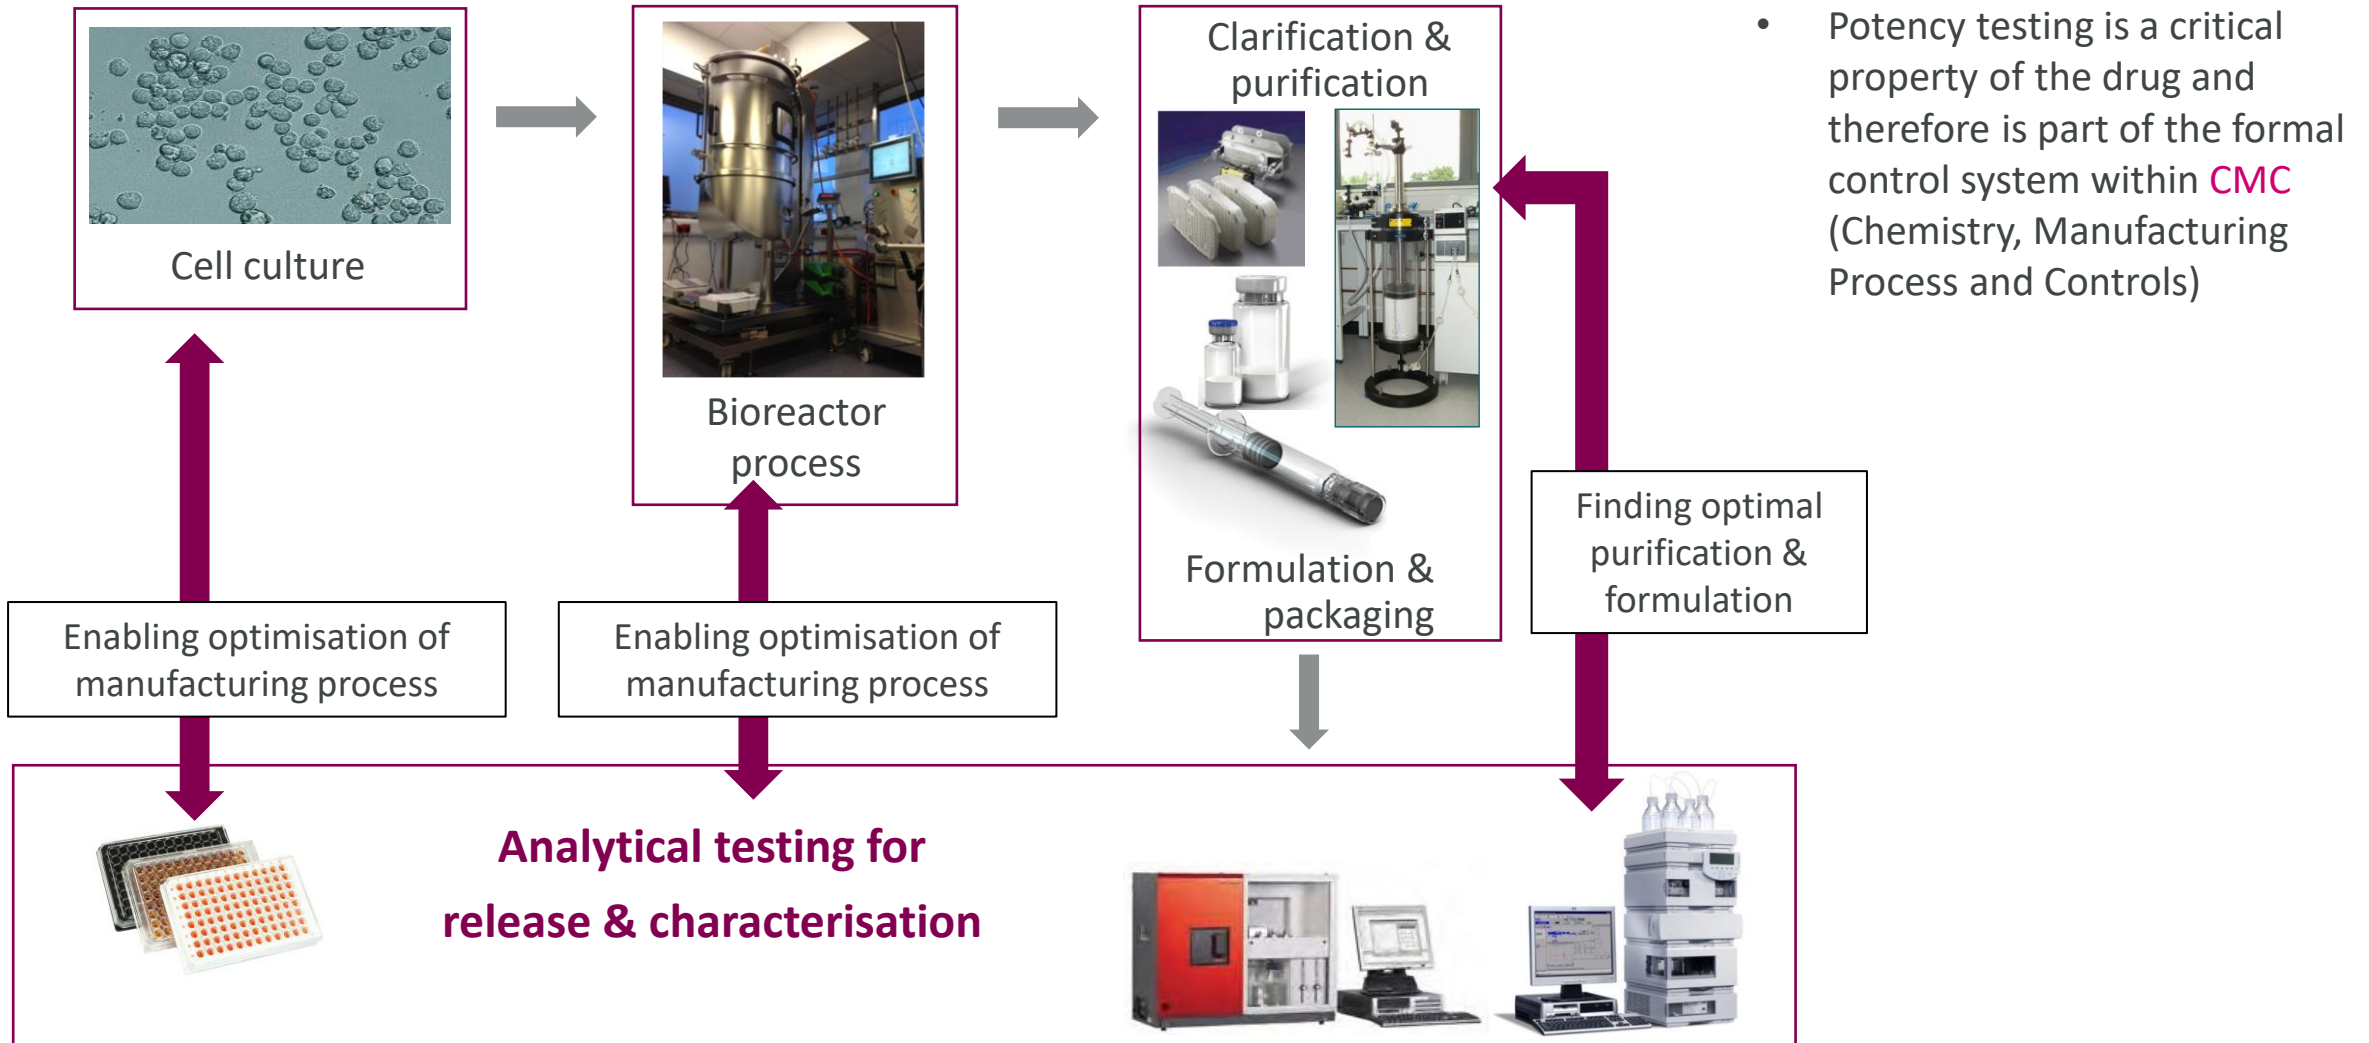 Cell culture
Bioreactor
process
Clarification &
purification
Formulation &
packaging
• Potency testing is a critical
property of the drug and
therefore is part of the formal
control system within CMC
(Chemistry, Manufacturing
Process and Controls)
Enabling optimisation of
manufacturing process
Enabling optimisation of
manufacturing process
Finding optimal
purification &
formulation
Analytical testing for
release & characterisation